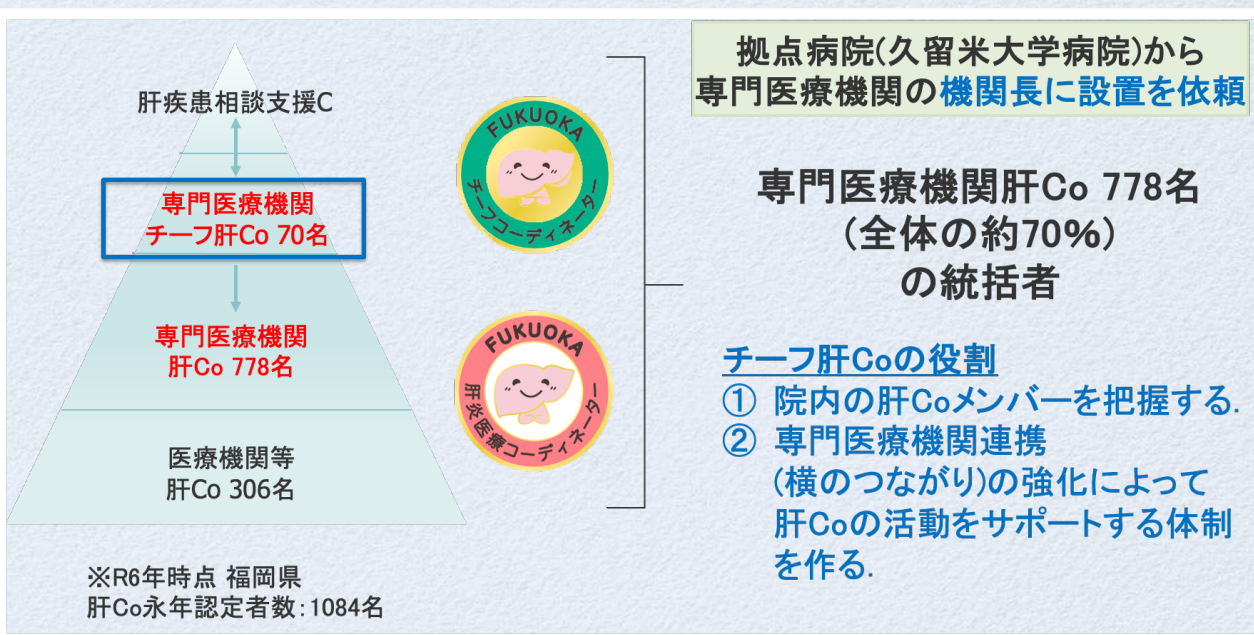 肝疾患相談支援C
専門医療機関
チーフ肝Co 70名
専門医療機関
肝Co 778名
医療機関等
肝Co 306名
※R6年時点 福岡県
肝Co永年認定者数：1084名
FUKUOKA
チーフコーディネーター
FUKUOKA
肝炎医療コーディネーター
拠点病院(久留米大学病院)から
専門医療機関の機関長に設置を依頼
専門医療機関肝Co 778名
(全体の約70%)
の統括者
チーフ肝Coの役割
① 院内の肝Coメンバーを把握する.
② 専門医療機関連携
(横のつながり)の強化によって
肝Coの活動をサポートする体制
を作る.